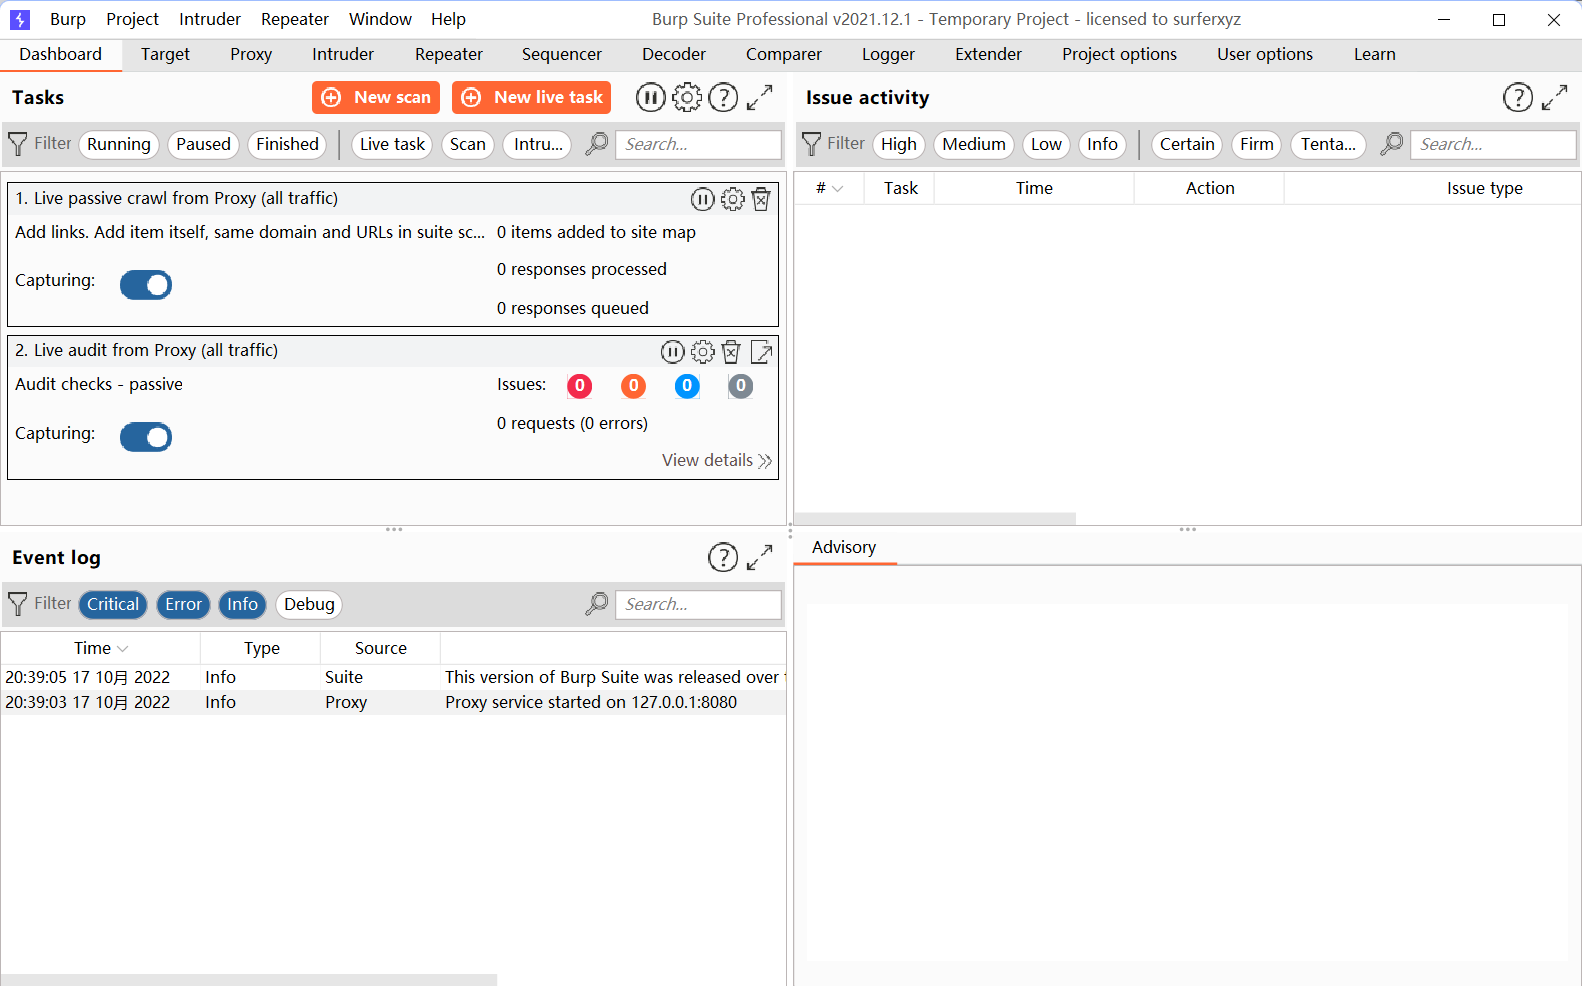 Burp Project Intruder Repeater Window Help Burp Suite Professional v2021.12.1 - Temporary Project - licensed to surferxyz
Dashboard Target Proxy Intruder Repeater Sequencer Decoder Comparer Logger Extender Project options User options Learn
Tasks New scan New live task
Filter Running Paused Finished Live task Scan Intru... Search...
1. Live passive crawl from Proxy (all traffic)
Add links. Add item itself, same domain and URLs in suite sc... 0 items added to site map
0 responses processed
Capturing:
0 responses queued
2. Live audit from Proxy (all traffic)
Audit checks - passive Issues: 0 0 0 0
0 requests (0 errors)
Capturing:
View details
Issue activity
Filter High Medium Low Info Certain Firm Tenta... Search...
# Task Time Action Issue type
Event log
Filter Critical Error Info Debug Search...
Time Type Source
20:39:05 17 10月 2022 Info Suite This version of Burp Suite was released over
20:39:03 17 10月 2022 Info Proxy Proxy service started on 127.0.0.1:8080
Advisory